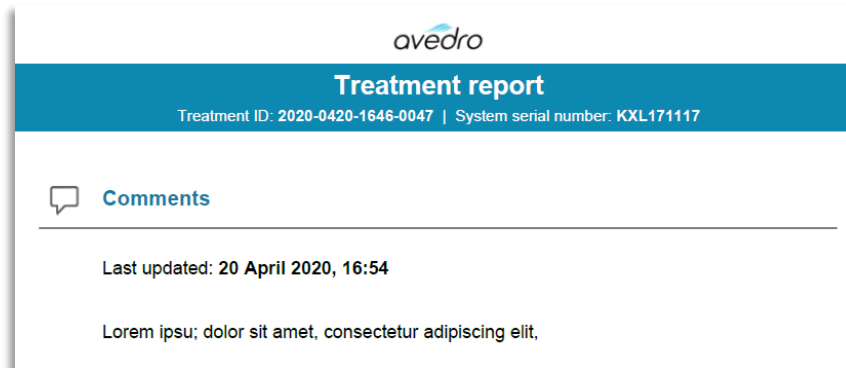 avedro
Treatment report
Treatment ID: 2020-0420-1646-0047 | System serial number: KXL171117
Comments
Last updated: 20 April 2020, 16:54
Lorem ipsu; dolor sit amet, consectetur adipiscing elit,